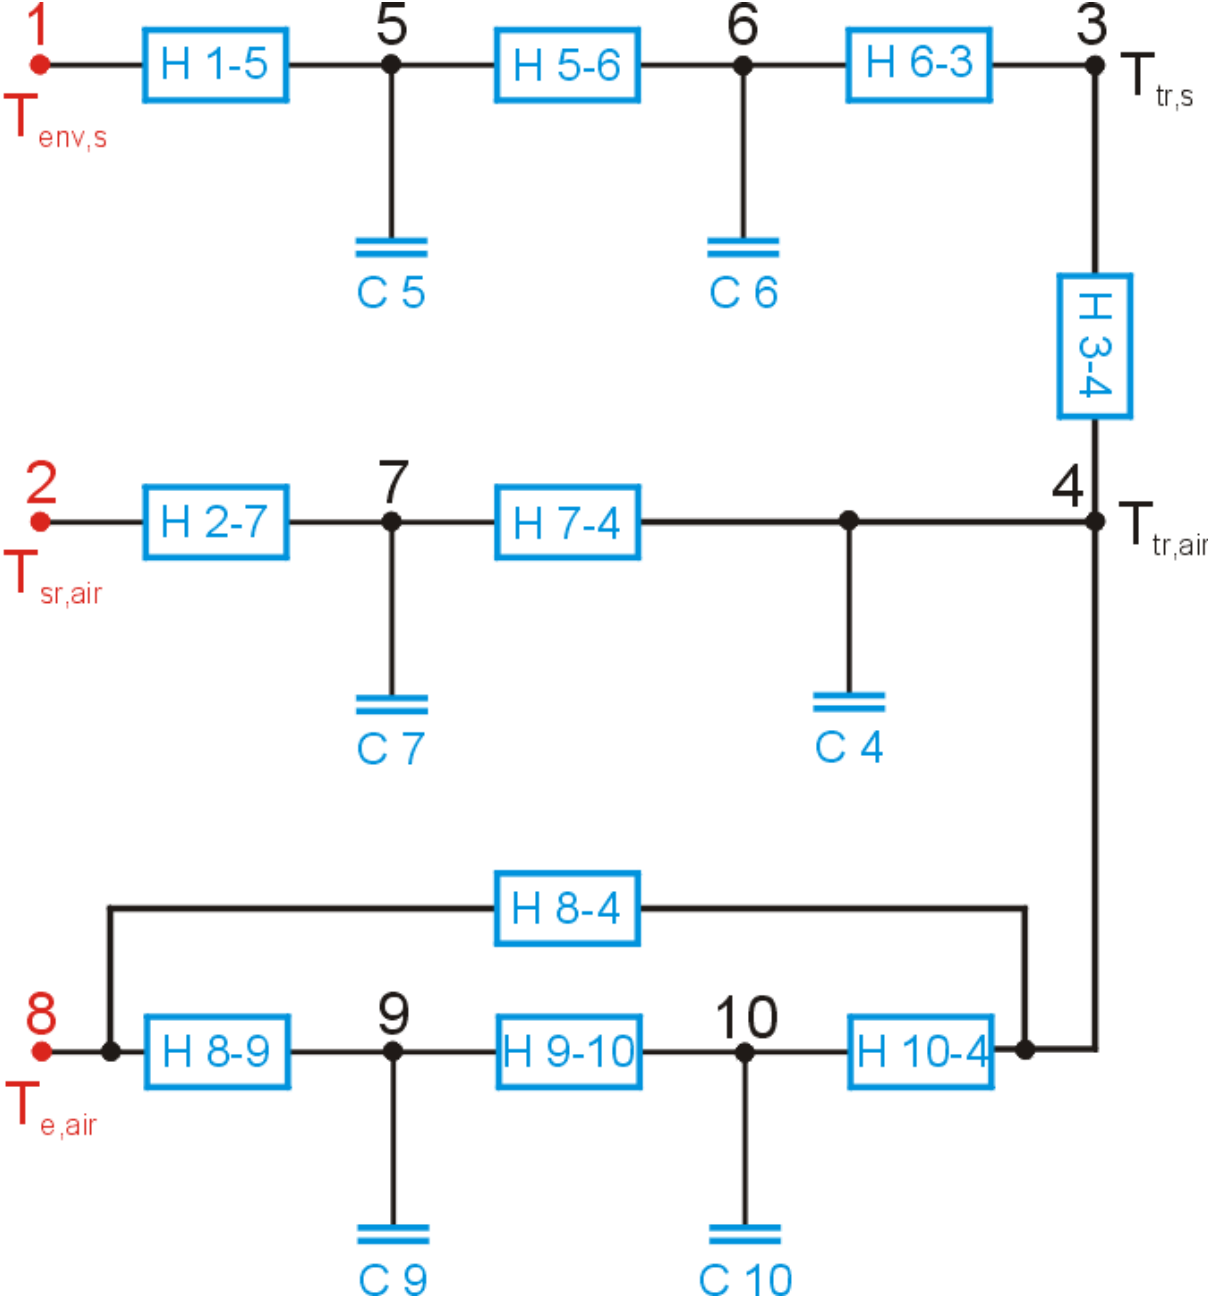 1
5
6
3
H 1-5
H 5-6
H 6-3
T tr,s
T env,s
C 5
C 6
H 3-4
2
7
4
H 2-7
H 7-4
T tr,air
T sr,air
C 7
C 4
H 8-4
8
9
10
H 8-9
H 9-10
H 10-4
T e,air
C 9
C 10